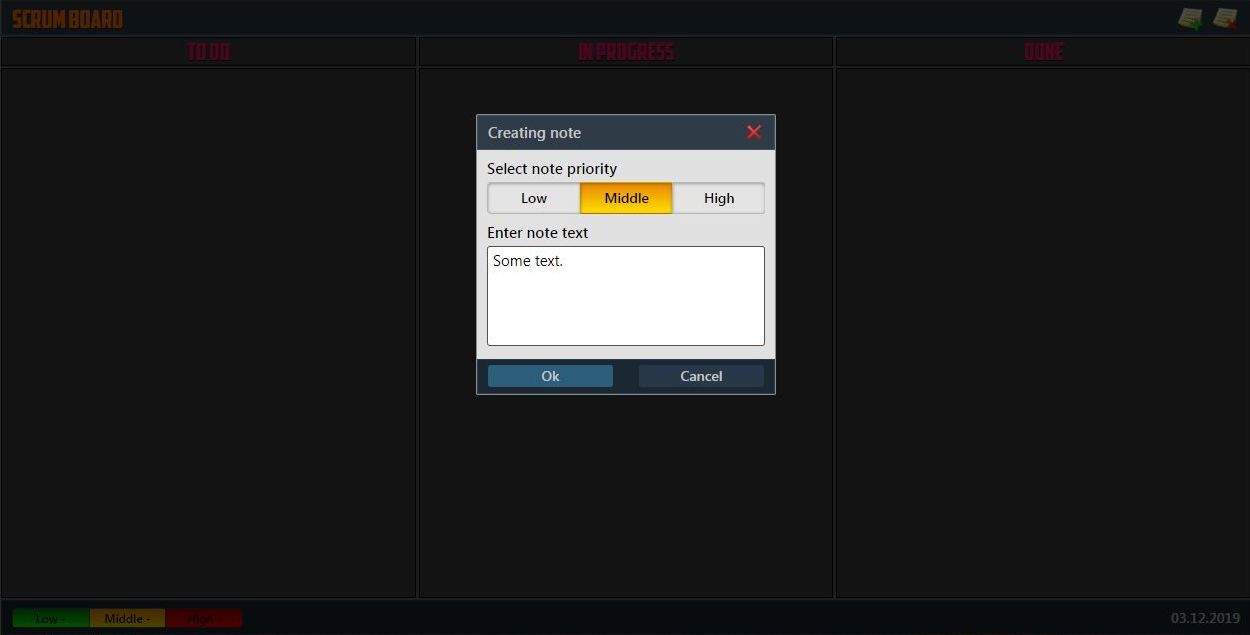 SCRUM BOARD
TO DO
IN PROGRESS
DONE
Creating note
Select note priority
Low
Middle
High
Enter note text
Some text.
Ok
Cancel
Low -
Middle -
High -
03.12.2019